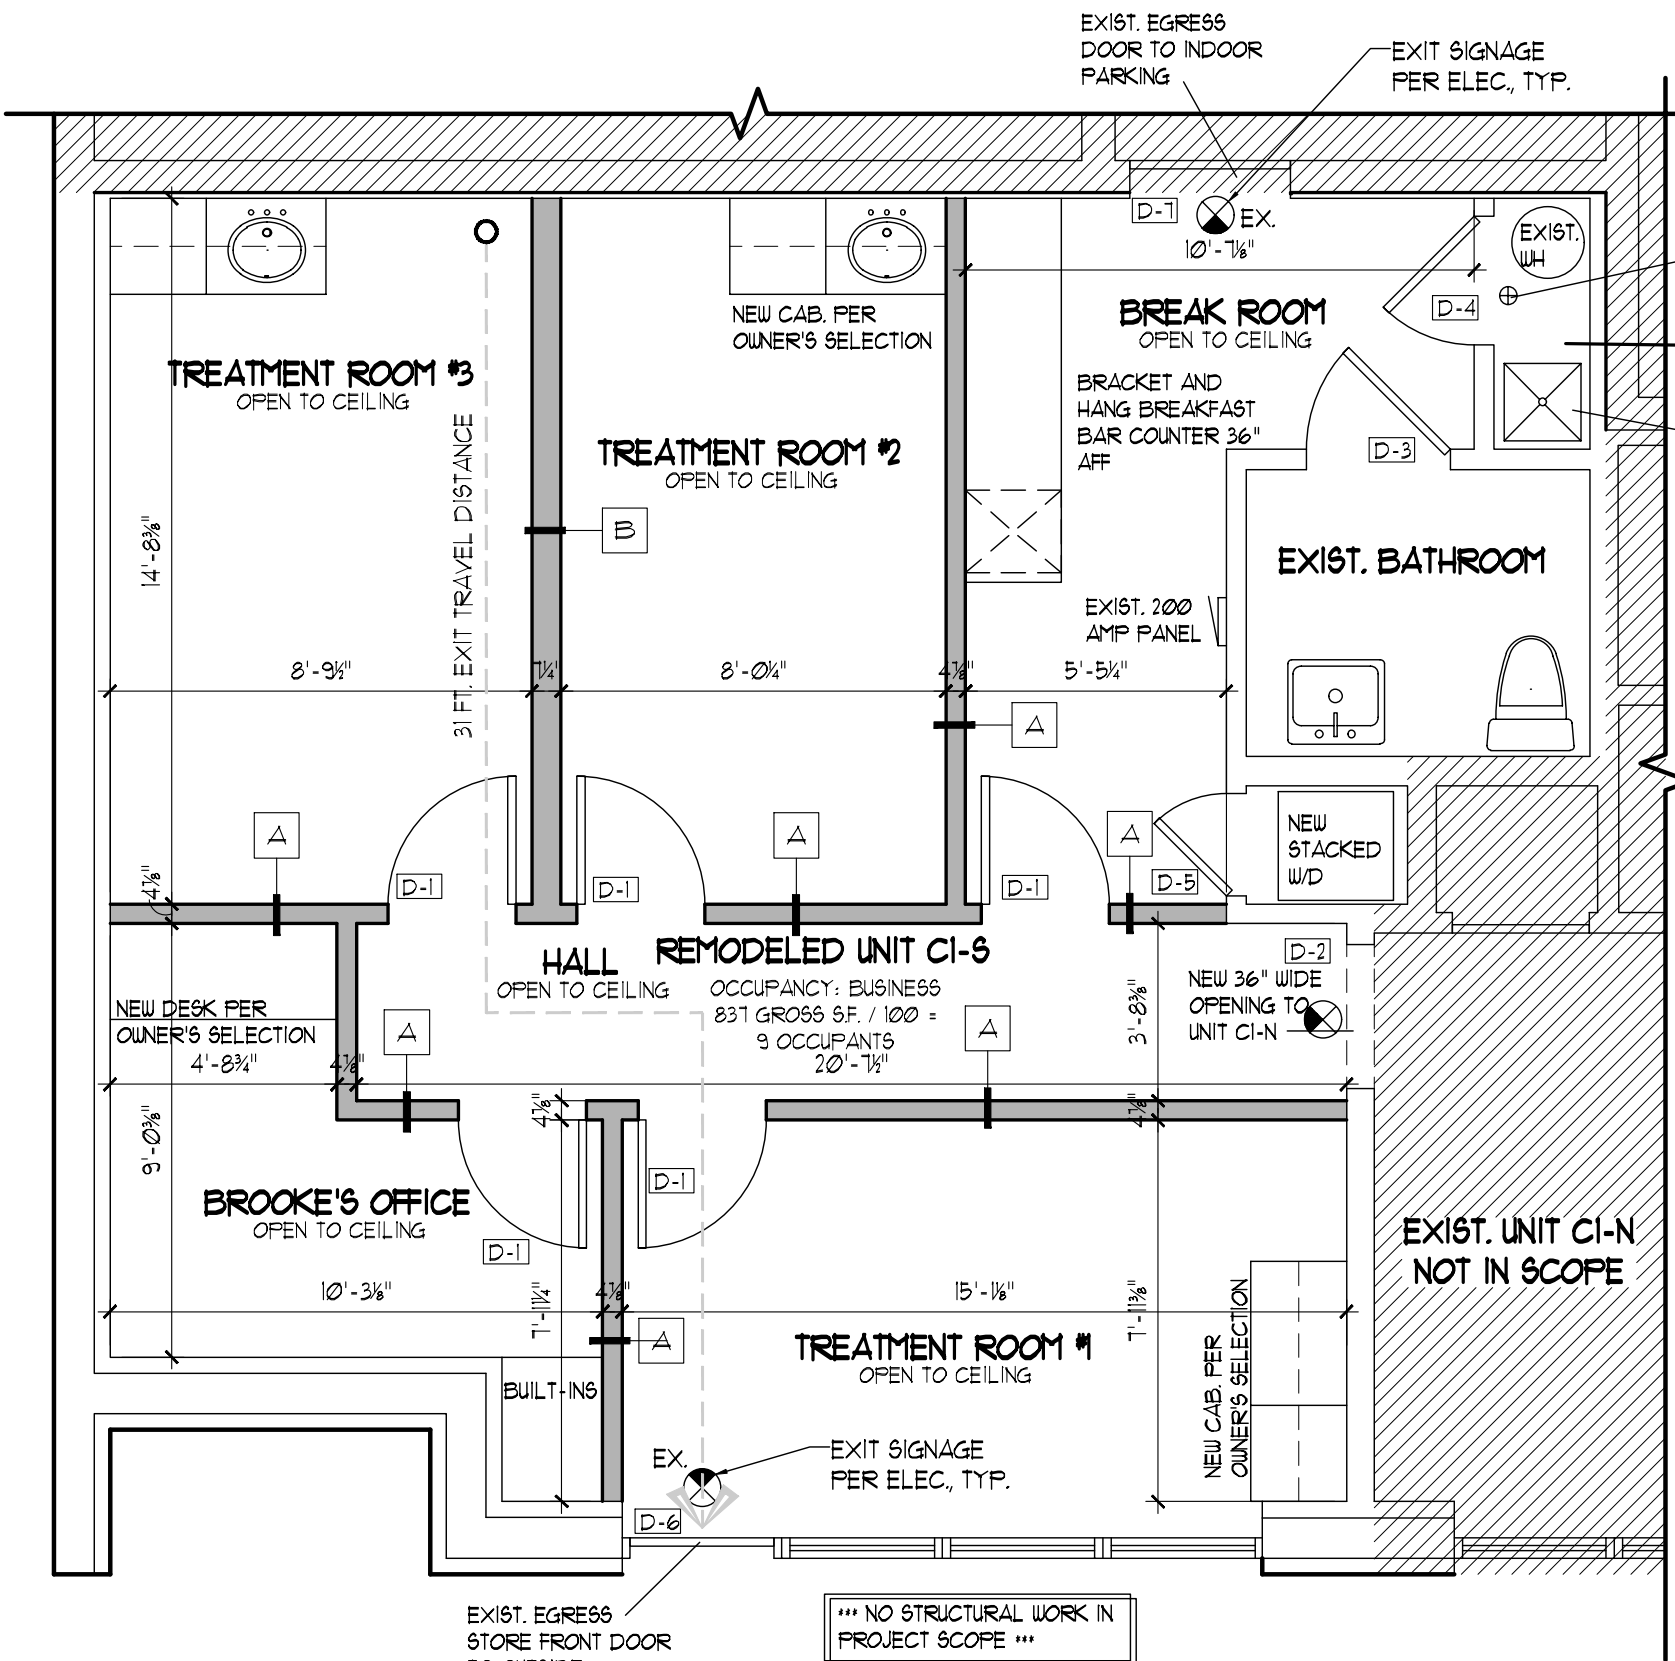 EXIST. EGRESS
DOOR TO INDOOR
PARKING
EXIT SIGNAGE
PER ELEC., TYP.
D-7
EX.
10'-7⅛"
EXIST.
WH
D-4
BREAK ROOM
OPEN TO CEILING
NEW CAB. PER
OWNER'S SELECTION
TREATMENT ROOM #3
OPEN TO CEILING
BRACKET AND
HANG BREAKFAST
BAR COUNTER 36"
AFF
D-3
TREATMENT ROOM #2
OPEN TO CEILING
31 FT. EXIT TRAVEL DISTANCE
14'-8⅜"
B
EXIST. BATHROOM
EXIST. 200
AMP PANEL
8'-9½"
7¼"
8'-0¼"
4⅞"
5'-5¼"
A
A
A
A
NEW
STACKED
W/D
4⅞"
D-1
D-1
D-1
D-5
HALL
OPEN TO CEILING
REMODELED UNIT C1-S
OCCUPANCY: BUSINESS
837 GROSS S.F. / 100 =
9 OCCUPANTS
D-2
NEW 36" WIDE
OPENING TO
UNIT C1-N
NEW DESK PER
OWNER'S SELECTION
A
A
3'-8⅜"
4'-8¾"
4⅞"
20'-7½"
4⅞"
4⅞"
9'-0⅜"
D-1
BROOKE'S OFFICE
OPEN TO CEILING
D-1
EXIST. UNIT C1-N
NOT IN SCOPE
10'-3⅛"
7'-11¼"
4⅞"
15'-1⅛"
7'-11⅜"
A
TREATMENT ROOM #1
OPEN TO CEILING
NEW CAB. PER
OWNER'S SELECTION
BUILT-INS
EX.
EXIT SIGNAGE
PER ELEC., TYP.
D-6
EXIST. EGRESS
STORE FRONT DOOR
*** NO STRUCTURAL WORK IN
PROJECT SCOPE ***